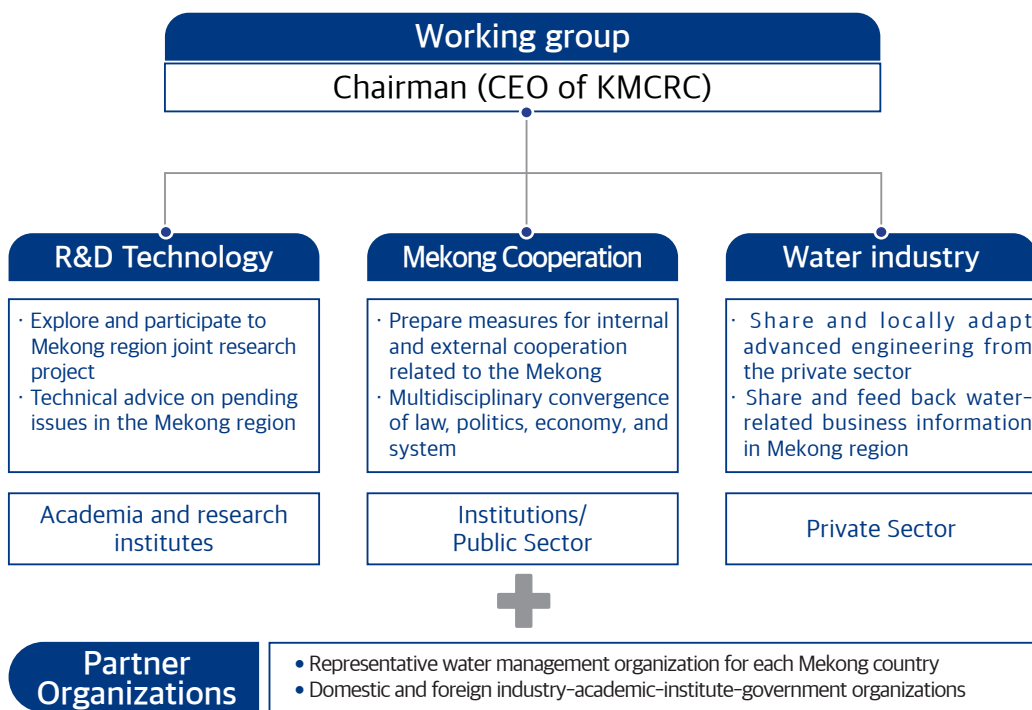 Working group
Chairman (CEO of KMCRC)
R&D Technology
· Explore and participate to
Mekong region joint research
project
· Technical advice on pending
issues in the Mekong region
Academia and research
institutes
Mekong Cooperation
· Prepare measures for internal
and external cooperation
related to the Mekong
· Multidisciplinary convergence
of law, politics, economy, and
system
Institutions/
Public Sector
Water industry
· Share and locally adapt
advanced engineering from
the private sector
· Share and feed back water-
related business information
in Mekong region
Private Sector
Partner
Organizations
• Representative water management organization for each Mekong country
• Domestic and foreign industry-academic-institute-government organizations